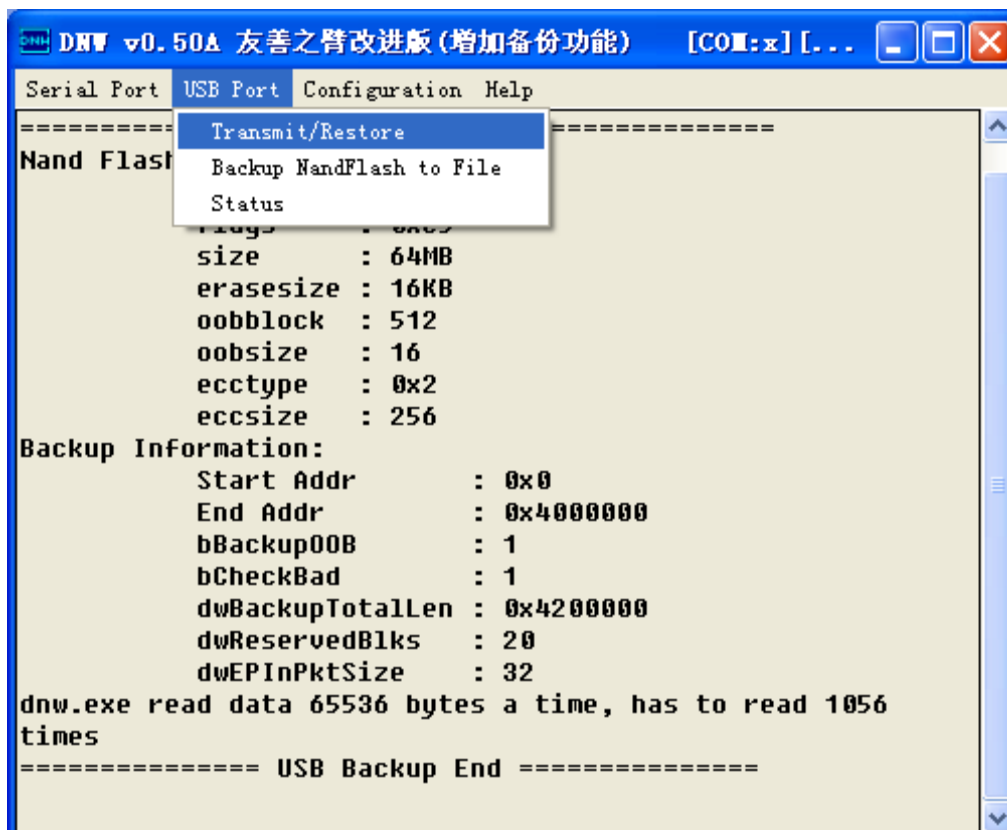 DNW v0.50A 友善之臂改进版(增加备份功能) [COM:x][...
Serial Port USB Port Configuration Help
Transmit/Restore
Backup NandFlash to File
Status
Nand Flash
size : 64MB
erasesize : 16KB
oobblock : 512
oobsize : 16
ecctype : 0x2
eccsize : 256
Backup Information:
Start Addr : 0x0
End Addr : 0x4000000
bBackupOOB : 1
bCheckBad : 1
dwBackupTotalLen : 0x4200000
dwReservedBlks : 20
dwEPInPktSize : 32
dnw.exe read data 65536 bytes a time, has to read 1056
times
=============== USB Backup End ===============